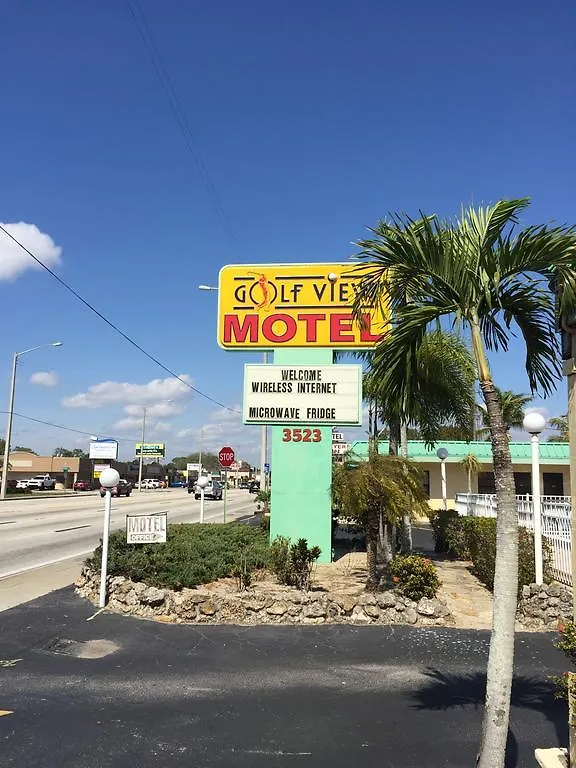 GOLF VIEW
MOTEL
WELCOME
WIRELESS INTERNET
MICROWAVE FRIDGE
3523
STOP
MOTEL
OFFICE